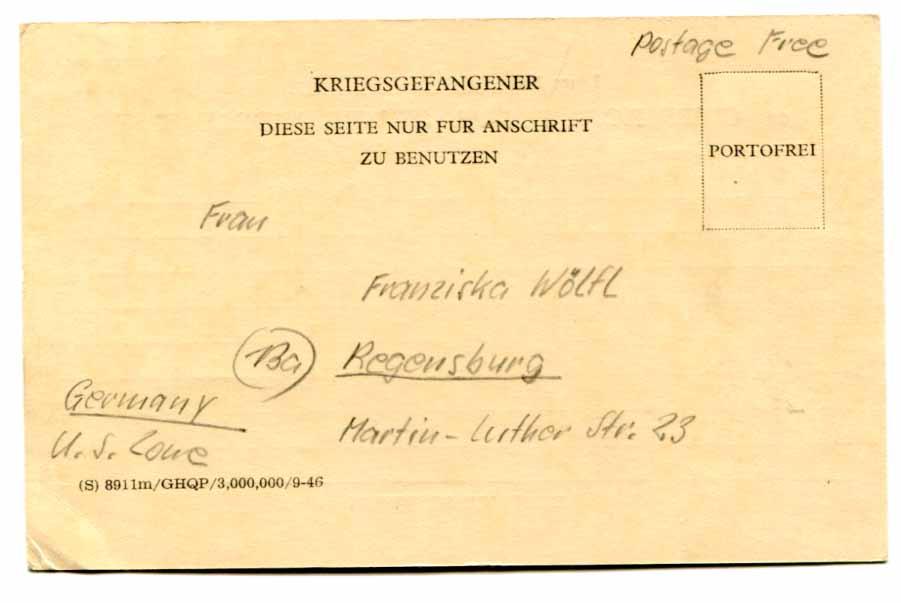 Postage Free
KRIEGSGEFANGENER
DIESE SEITE NUR FUR ANSCHRIFT
ZU BENUTZEN
PORTOFREI
Frau
Franziska Wölfl
Ba Regensburg
Germany
Martin-Luther Str. 23
U.S. Zone
(S) 8911m/GHQP/3,000,000/9-46